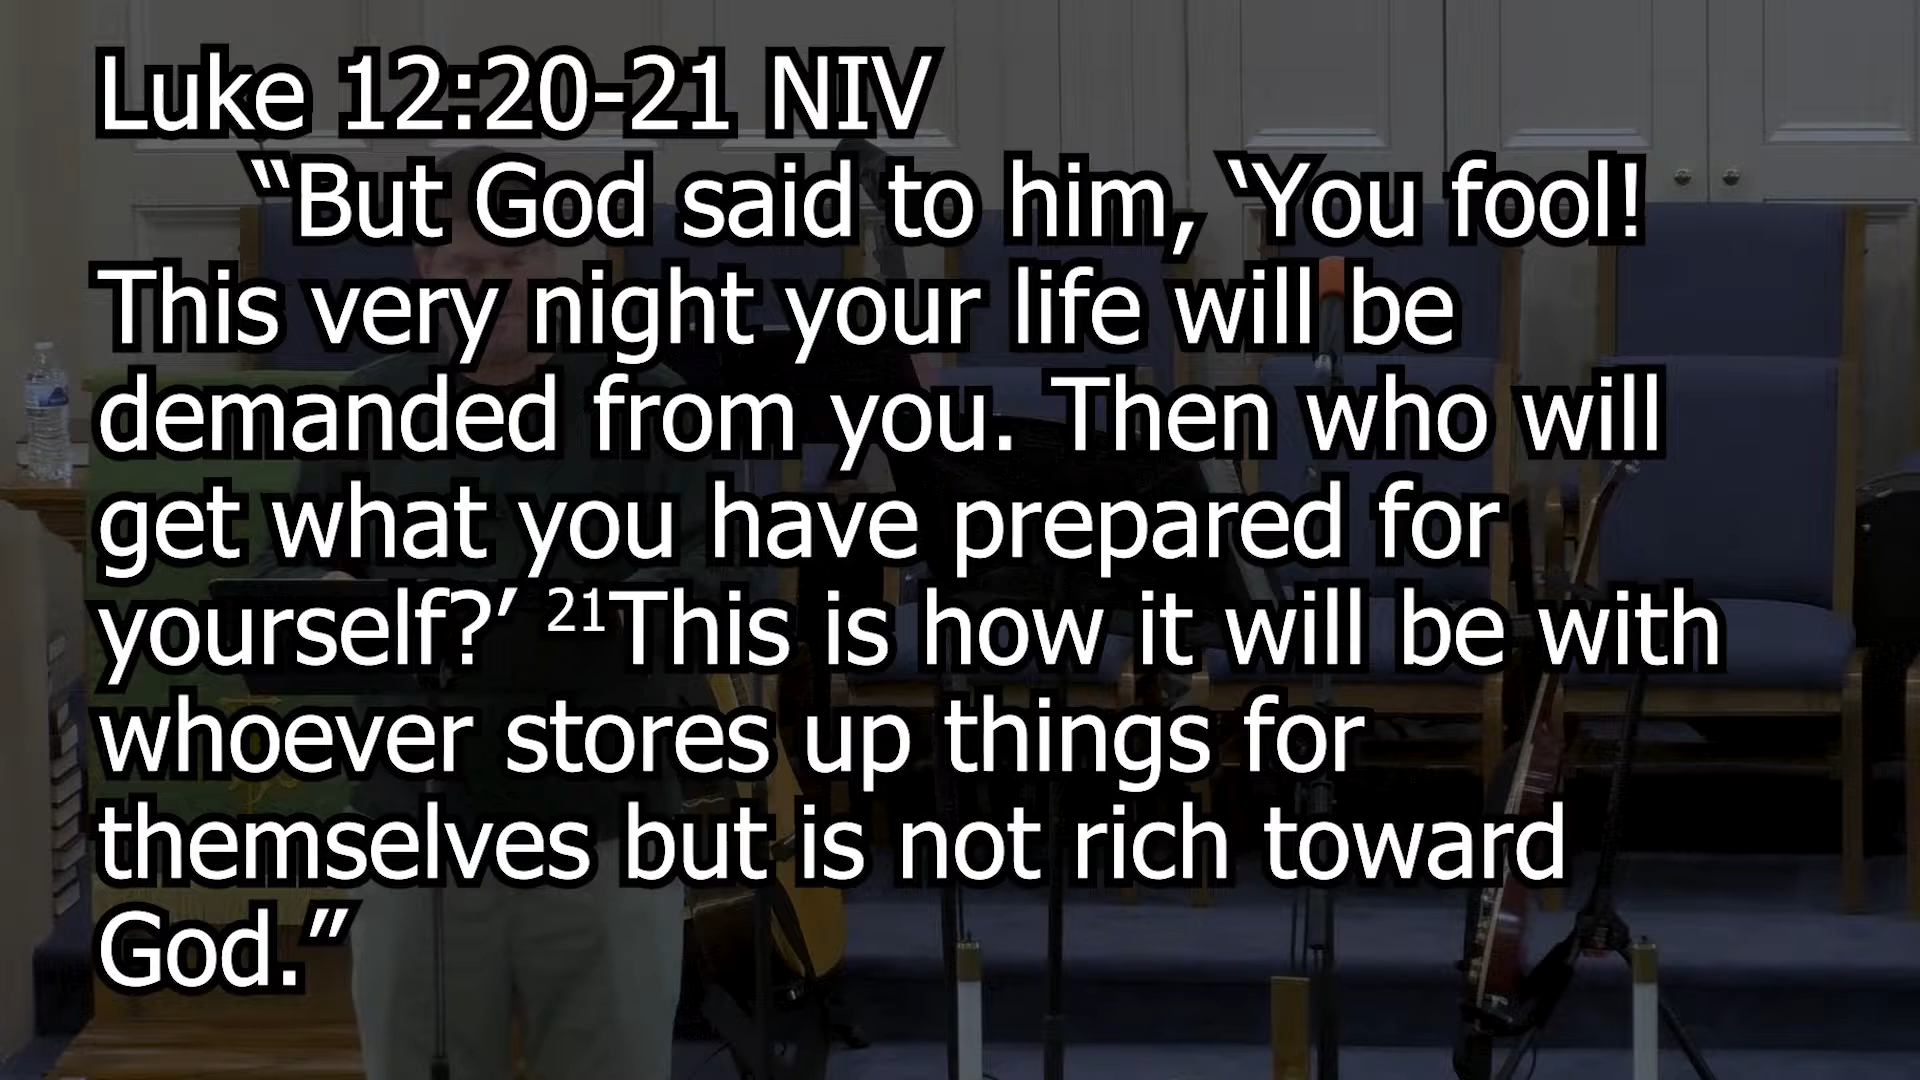 Luke 12:20-21 NIV
“But God said to him, ‘You fool!
This very night your life will be
demanded from you. Then who will
get what you have prepared for
yourself?’ 21This is how it will be with
whoever stores up things for
themselves but is not rich toward
God.”